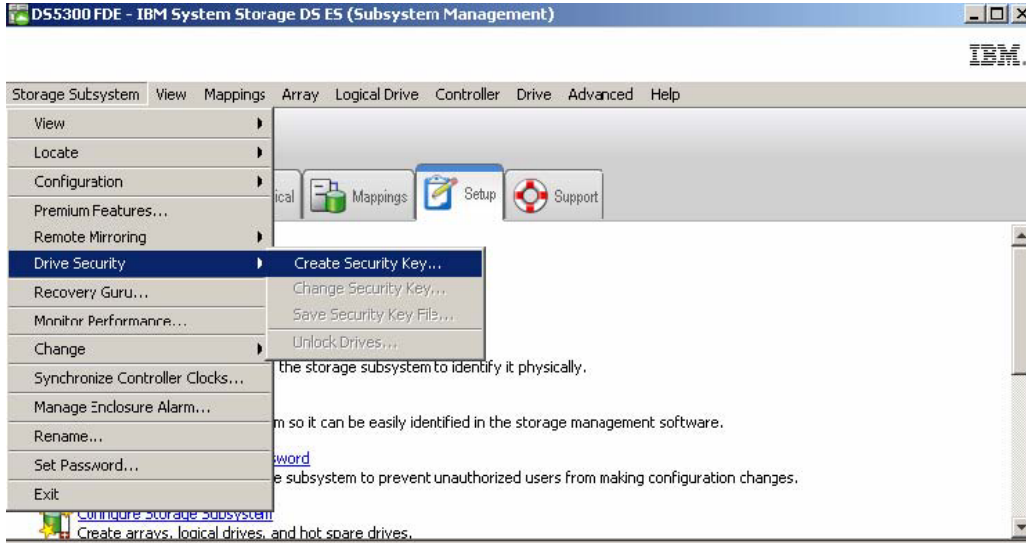 DS5300 FDE - IBM System Storage DS ES (Subsystem Management)
IBM.
Storage Subsystem View Mappings Array Logical Drive Controller Drive Advanced Help
View
Locate
Configuration
Premium Features...
Remote Mirroring
Drive Security
Recovery Guru...
Monitor Performance...
Change
Synchronize Controller Clocks...
Manage Enclosure Alarm...
Rename...
Set Password...
Exit
ical Mappings Setup Support
Create Security Key...
Change Security Key...
Save Security Key File...
Unlock Drives...
the storage subsystem to identify it physically.
m so it can be easily identified in the storage management software.
sword
e subsystem to prevent unauthorized users from making configuration changes.
Configure Storage Subsystem
Create arrays, logical drives, and hot spare drives.